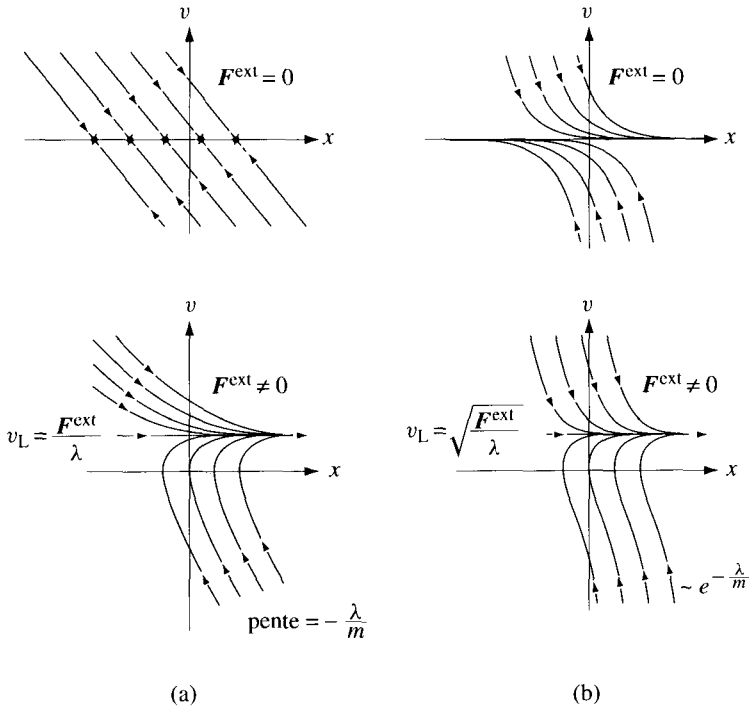 v
F^ext = 0
x
v
F^ext = 0
x
v
F^ext ≠ 0
v_L = F^ext / λ
x
pente = − λ/m
v
F^ext ≠ 0
v_L = √(F^ext / λ)
x
~ e^(− λ/m)
(a)
(b)